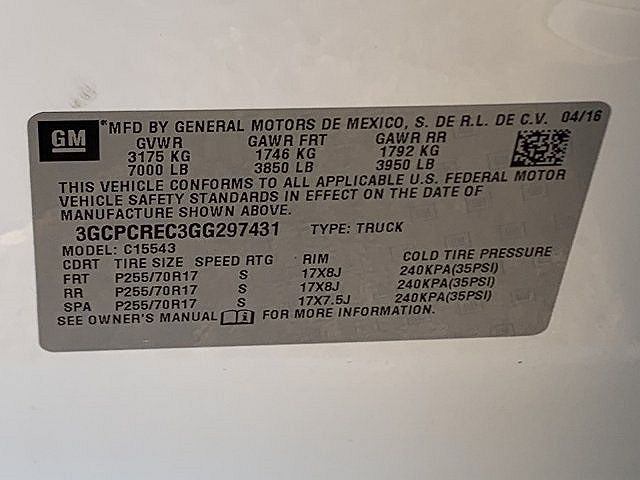 GM
MFD BY GENERAL MOTORS DE MEXICO, S. DE R.L. DE C.V. 04/16
GVWR GAWR FRT GAWR RR
3175 KG 1746 KG 1792 KG
7000 LB 3850 LB 3950 LB
THIS VEHICLE CONFORMS TO ALL APPLICABLE U.S. FEDERAL MOTOR
VEHICLE SAFETY STANDARDS IN EFFECT ON THE DATE OF
MANUFACTURE SHOWN ABOVE.
3GCPCREC3GG297431 TYPE: TRUCK
MODEL: C15543
CDRT TIRE SIZE SPEED RTG RIM COLD TIRE PRESSURE
FRT P255/70R17 S 17X8J 240KPA(35PSI)
RR P255/70R17 S 17X8J 240KPA(35PSI)
SPA P255/70R17 S 17X7.5J 240KPA(35PSI)
SEE OWNER'S MANUAL FOR MORE INFORMATION.